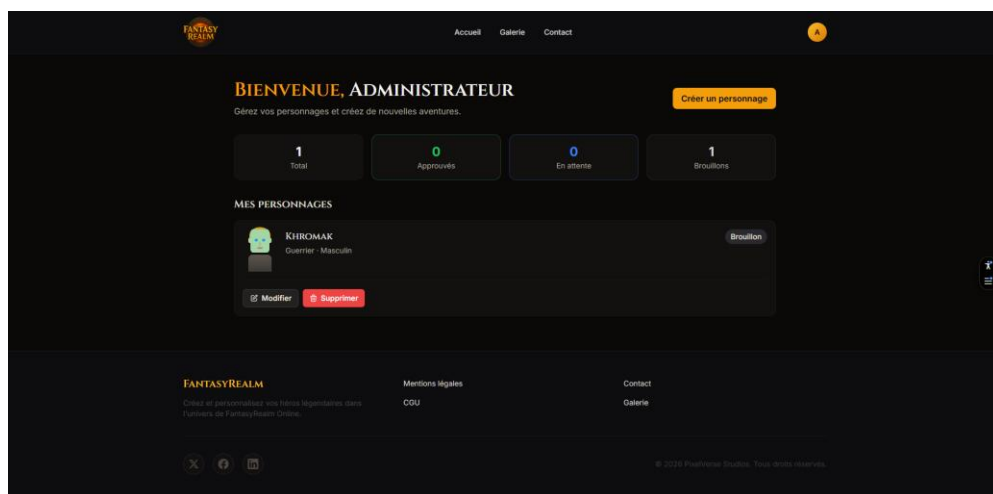 FANTASY
REALM
Accueil Galerie Contact
A
BIENVENUE, ADMINISTRATEUR
Gérez vos personnages et créez de nouvelles aventures.
Créer un personnage
1
Total
0
Approuvés
0
En attente
1
Brouillons
MES PERSONNAGES
KHROMAK
Guerrier · Masculin
Brouillon
Modifier
Supprimer
FANTASYREALM
Créez et personnalisez vos héros légendaires dans
l'univers de FantasyRealm Online.
Mentions légales
CGU
Contact
Galerie
© 2026 PixelVerse Studios. Tous droits réservés.